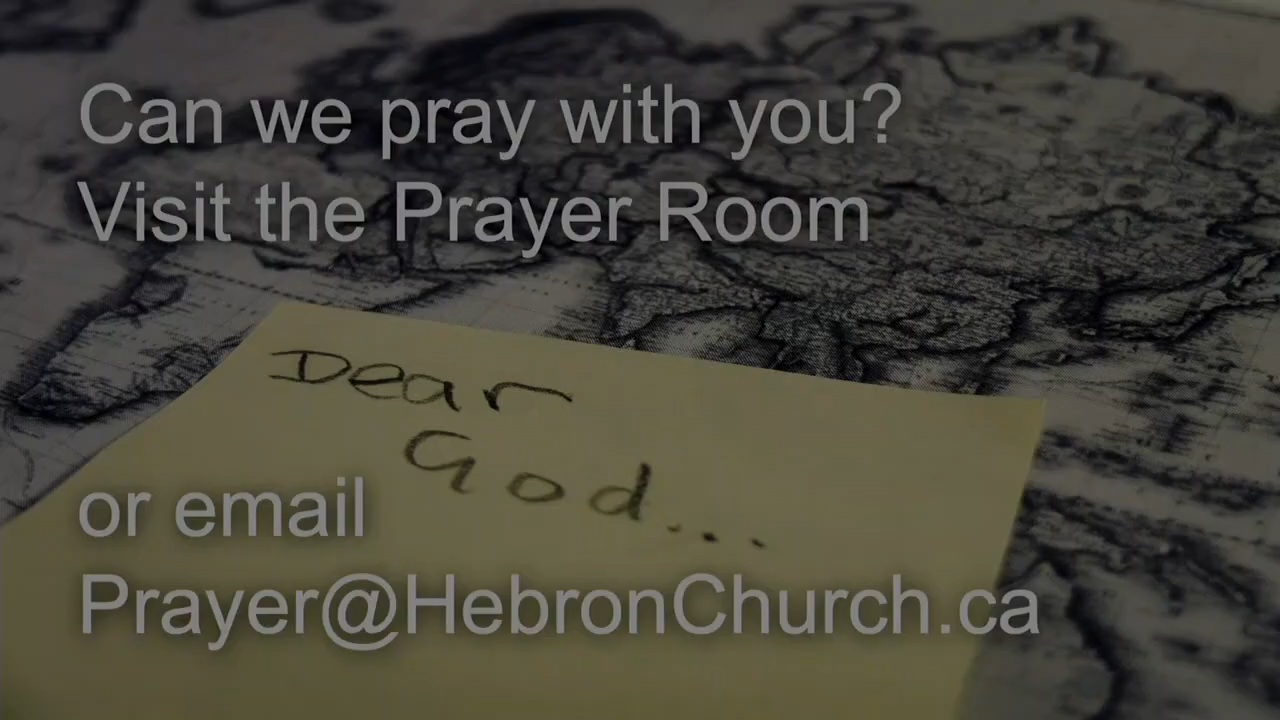 Can we pray with you?
Visit the Prayer Room
Dear
God...
or email
Prayer@HebronChurch.ca